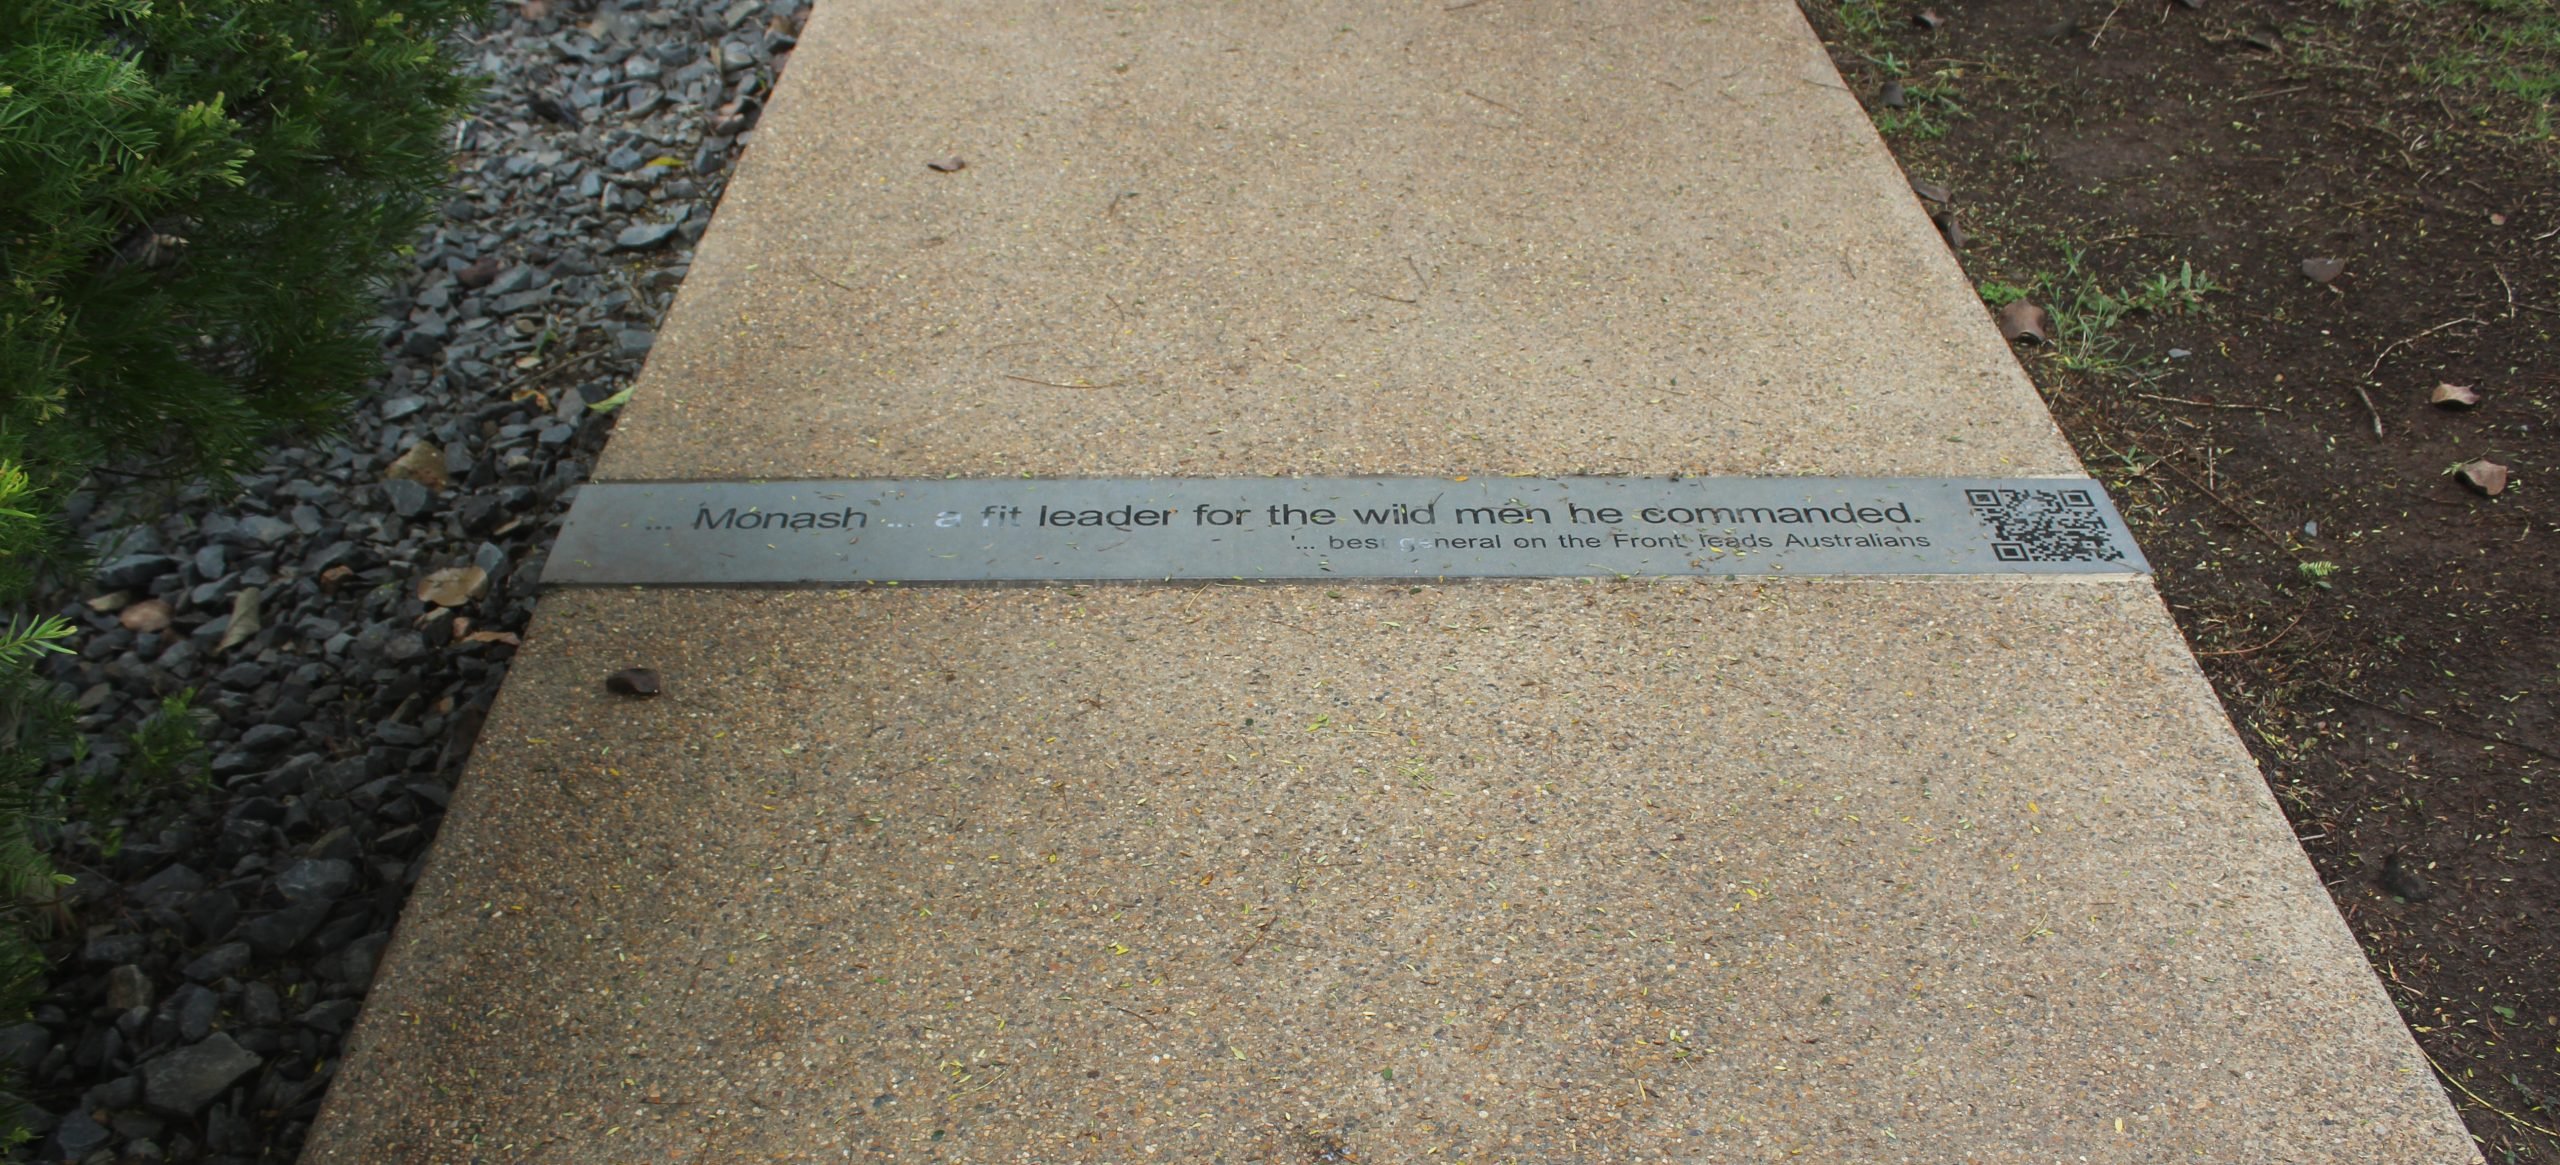 ... Monash ... a fit leader for the wild men he commanded.
'... best general on the Front' leads Australians